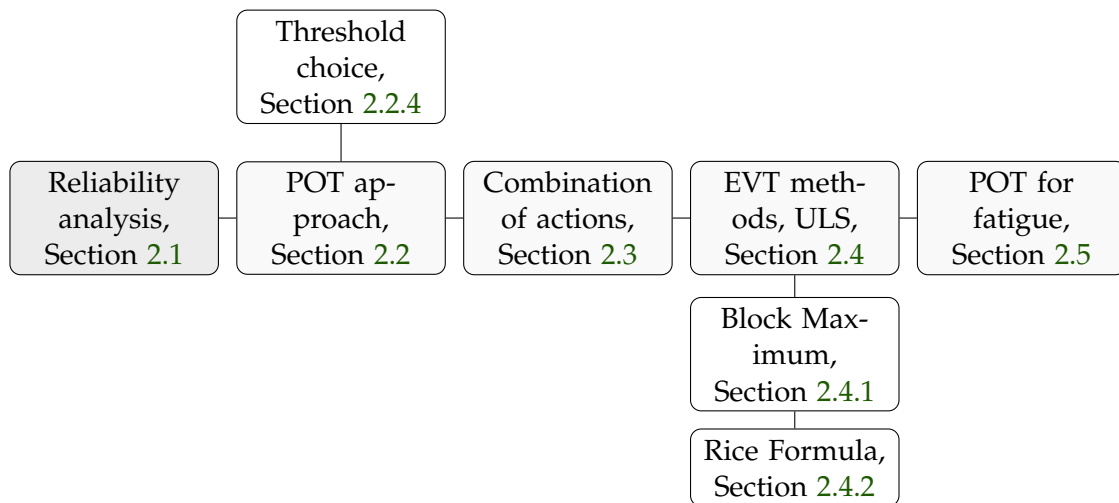 Threshold
choice,
Section 2.2.4
Reliability
analysis,
Section 2.1
POT ap-
proach,
Section 2.2
Combination
of actions,
Section 2.3
EVT meth-
ods, ULS,
Section 2.4
POT for
fatigue,
Section 2.5
Block Max-
imum,
Section 2.4.1
Rice Formula,
Section 2.4.2